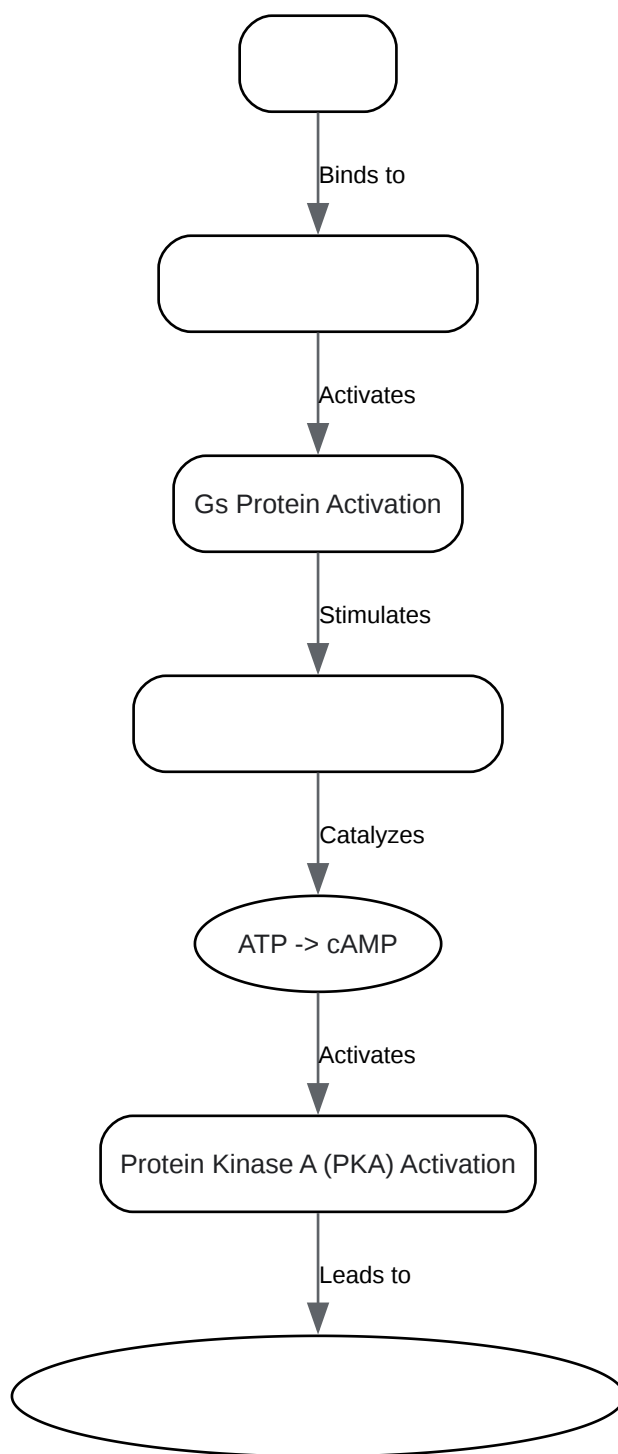 Binds to
Activates
Gs Protein Activation
Stimulates
Catalyzes
ATP -> cAMP
Activates
Protein Kinase A (PKA) Activation
Leads to